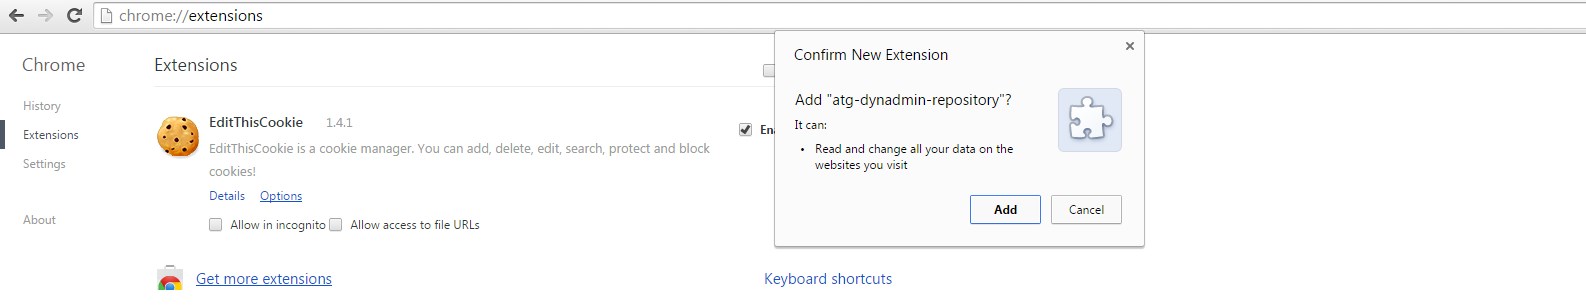 chrome://extensions
Chrome
History
Extensions
Settings
About
Extensions
EditThisCookie 1.4.1
EditThisCookie is a cookie manager. You can add, delete, edit, search, protect and block
cookies!
Details Options
Allow in incognito Allow access to file URLs
Get more extensions
Keyboard shortcuts
Ena
Confirm New Extension
×
Add "atg-dynadmin-repository"?
It can:
• Read and change all your data on the
websites you visit
Add Cancel